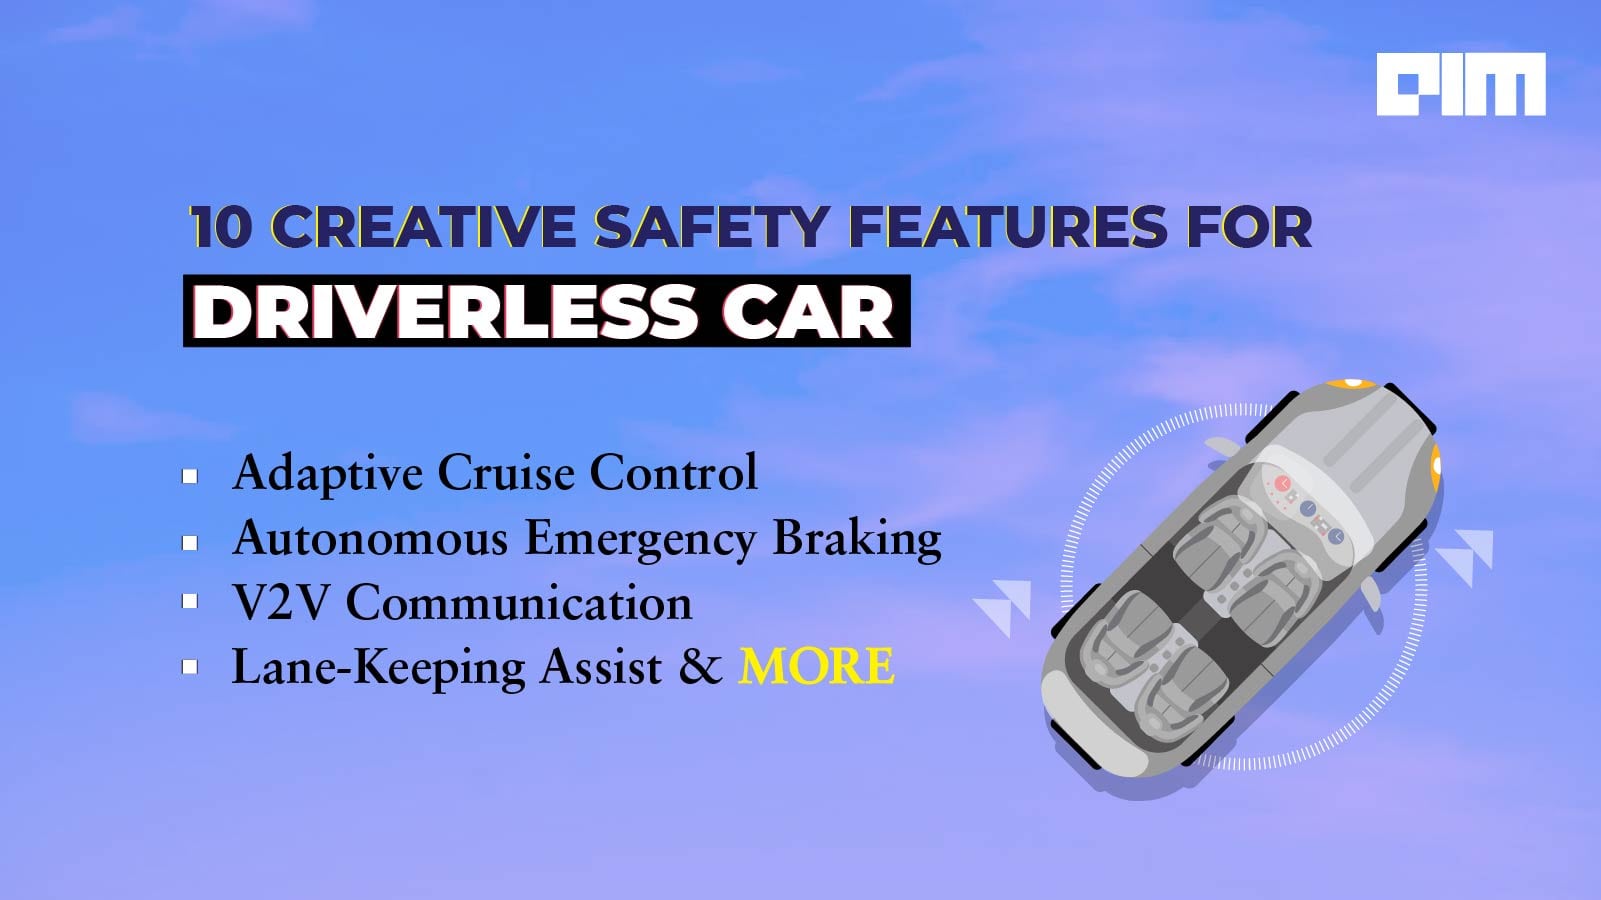 AIM
10 CREATIVE SAFETY FEATURES FOR
DRIVERLESS CAR
Adaptive Cruise Control
Autonomous Emergency Braking
V2V Communication
Lane-Keeping Assist & MORE